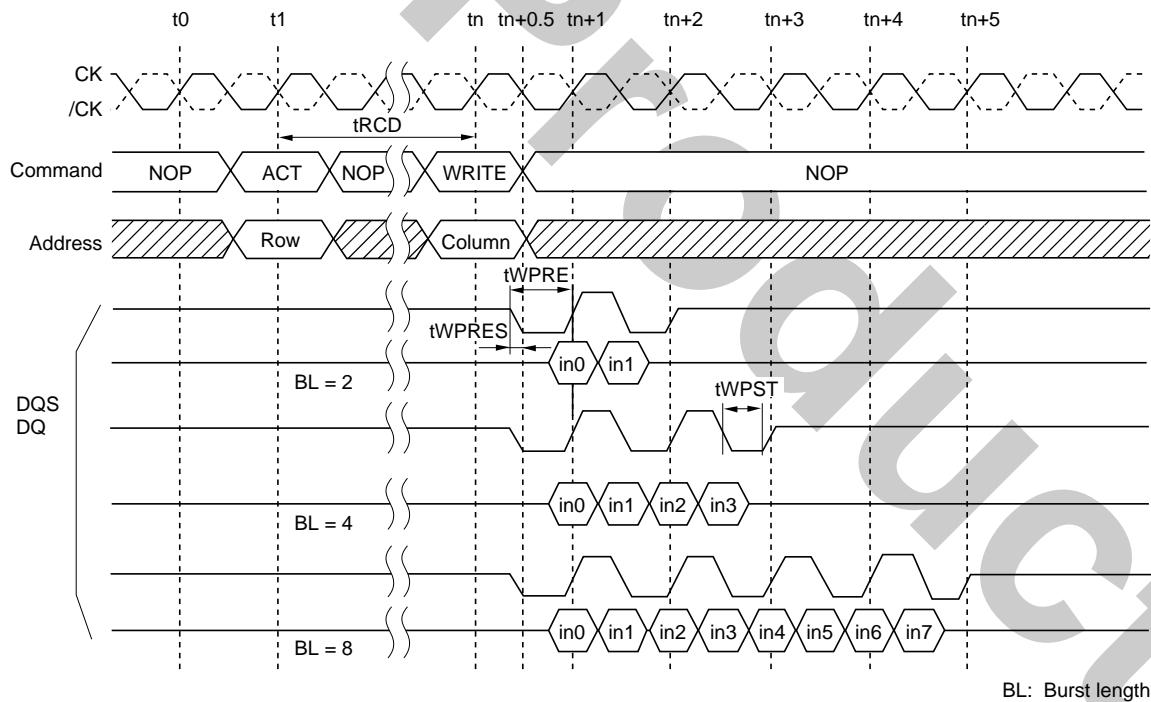 t0 t1 tn tn+0.5 tn+1 tn+2 tn+3 tn+4 tn+5
CK
/CK
tRCD
Command NOP ACT NOP WRITE NOP
Address Row Column
tWPRE
tWPRES
in0 in1
BL = 2
tWPST
DQS
DQ
in0 in1 in2 in3
BL = 4
in0 in1 in2 in3 in4 in5 in6 in7
BL = 8
BL: Burst length
Product